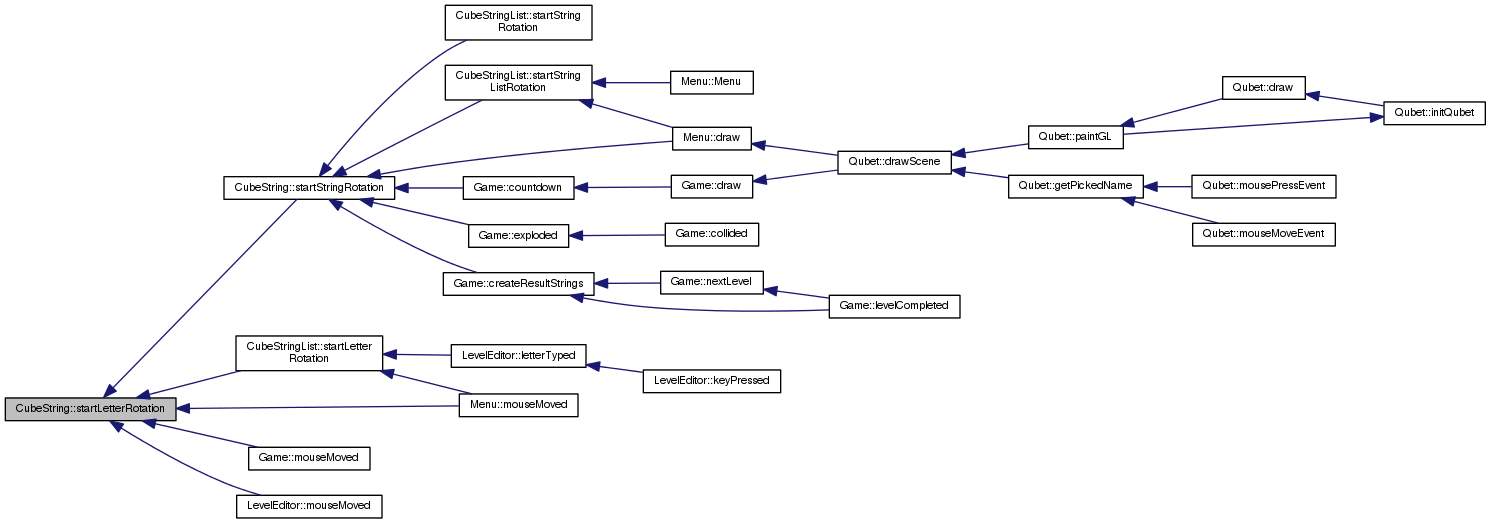 CubeStringList::startString
Rotation
CubeStringList::startString
ListRotation
Menu::Menu
Qubet::draw
Qubet::initQubet
Menu::draw
Qubet::paintGL
Qubet::drawScene
CubeString::startStringRotation
Game::countdown
Game::draw
Qubet::getPickedName
Qubet::mousePressEvent
Game::exploded
Game::collided
Qubet::mouseMoveEvent
Game::createResultStrings
Game::nextLevel
Game::levelCompleted
CubeStringList::startLetter
Rotation
LevelEditor::letterTyped
LevelEditor::keyPressed
CubeString::startLetterRotation
Menu::mouseMoved
Game::mouseMoved
LevelEditor::mouseMoved